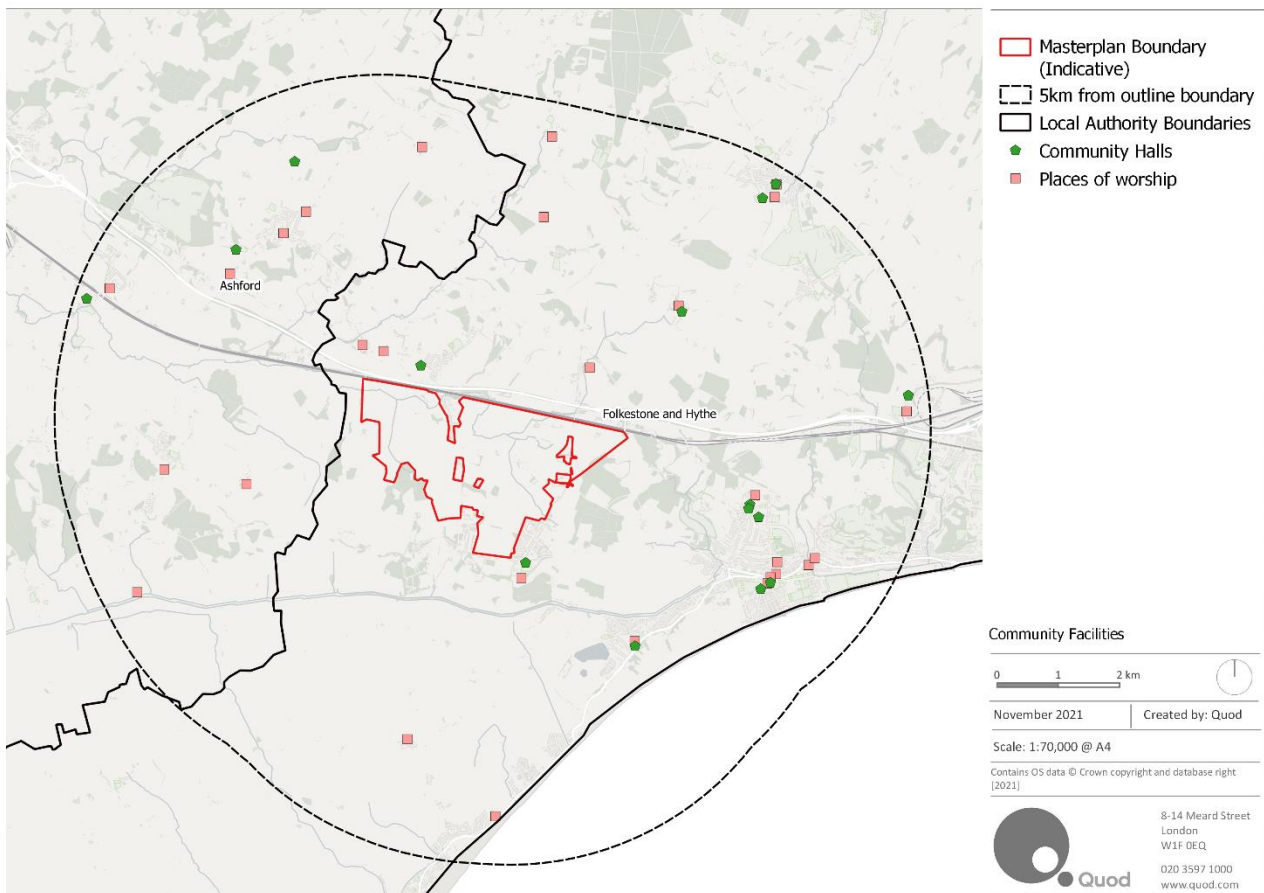 Masterplan Boundary
(Indicative)
5km from outline boundary
Local Authority Boundaries
Community Halls
Places of worship
Ashford
Folkestone and Hythe
Community Facilities
0 1 2 km
November 2021 Created by: Quod
Scale: 1:70,000 @ A4
Contains OS data © Crown copyright and database right
[2021]
8-14 Meard Street
London
W1F 0EQ
020 3597 1000
www.quod.com
Quod